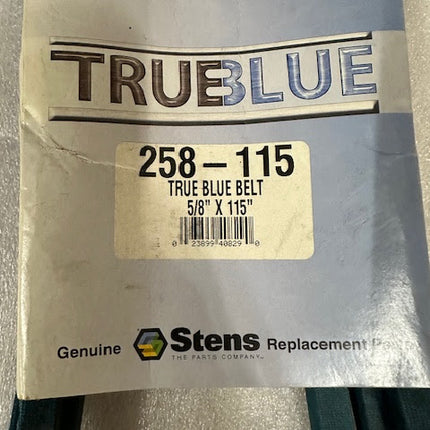 TRUEBLUE
258-115
TRUE BLUE BELT
5/8" X 115"
0 23899 40829 0
Genuine Stens Replacement Parts
THE PARTS COMPANY